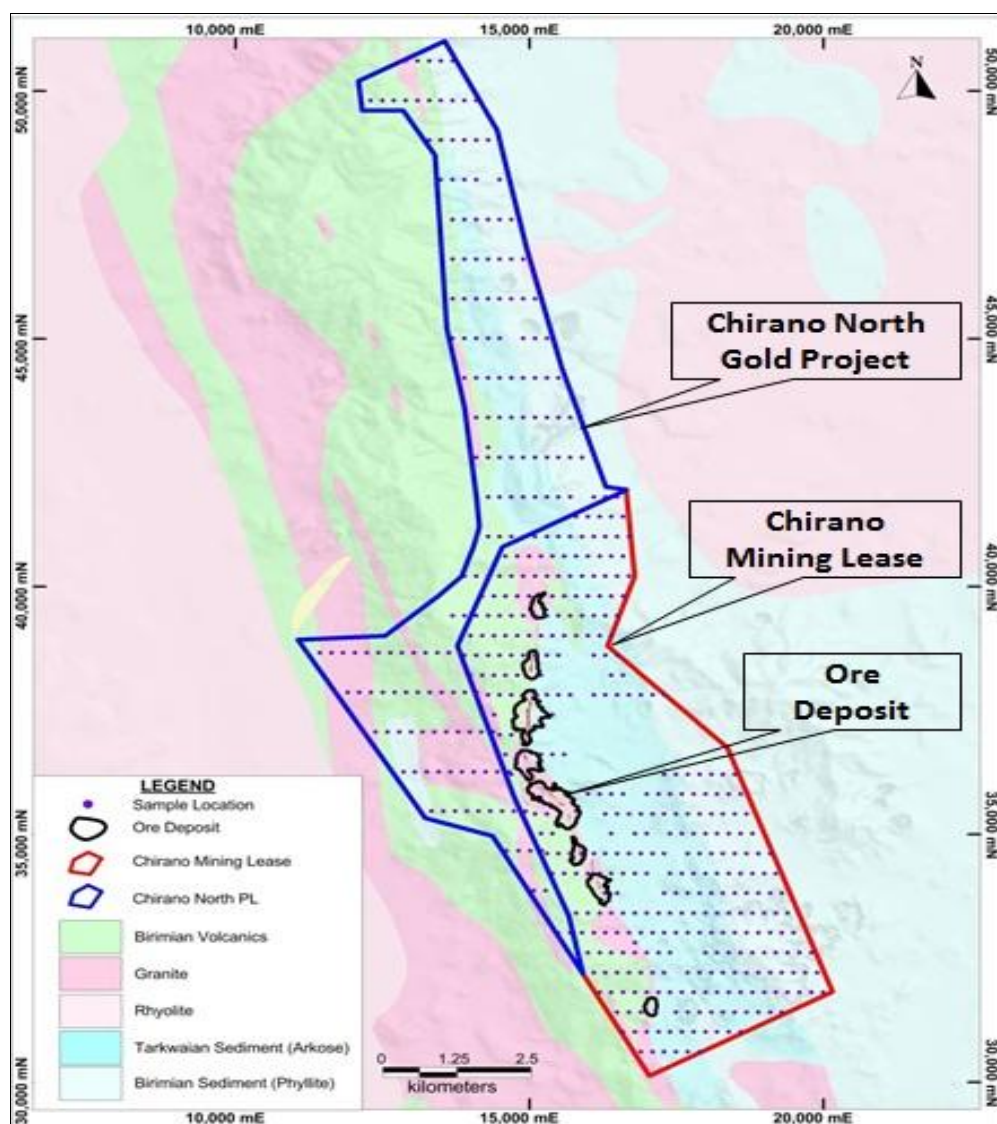 10,000 mE
15,000 mE
20,000 mE
50,000 mN
50,000 mN
N
45,000 mN
45,000 mN
Chirano North
Gold Project
Chirano
Mining Lease
40,000 mN
40,000 mN
Ore
Deposit
35,000 mN
35,000 mN
LEGEND
Sample Location
Ore Deposit
Chirano Mining Lease
Chirano North PL
Birimian Volcanics
Granite
Rhyolite
Tarkwaian Sediment (Arkose)
Birimian Sediment (Phyllite)
0 1.25 2.5
kilometers
30,000 mN
30,000 mN
10,000 mE
15,000 mE
20,000 mE